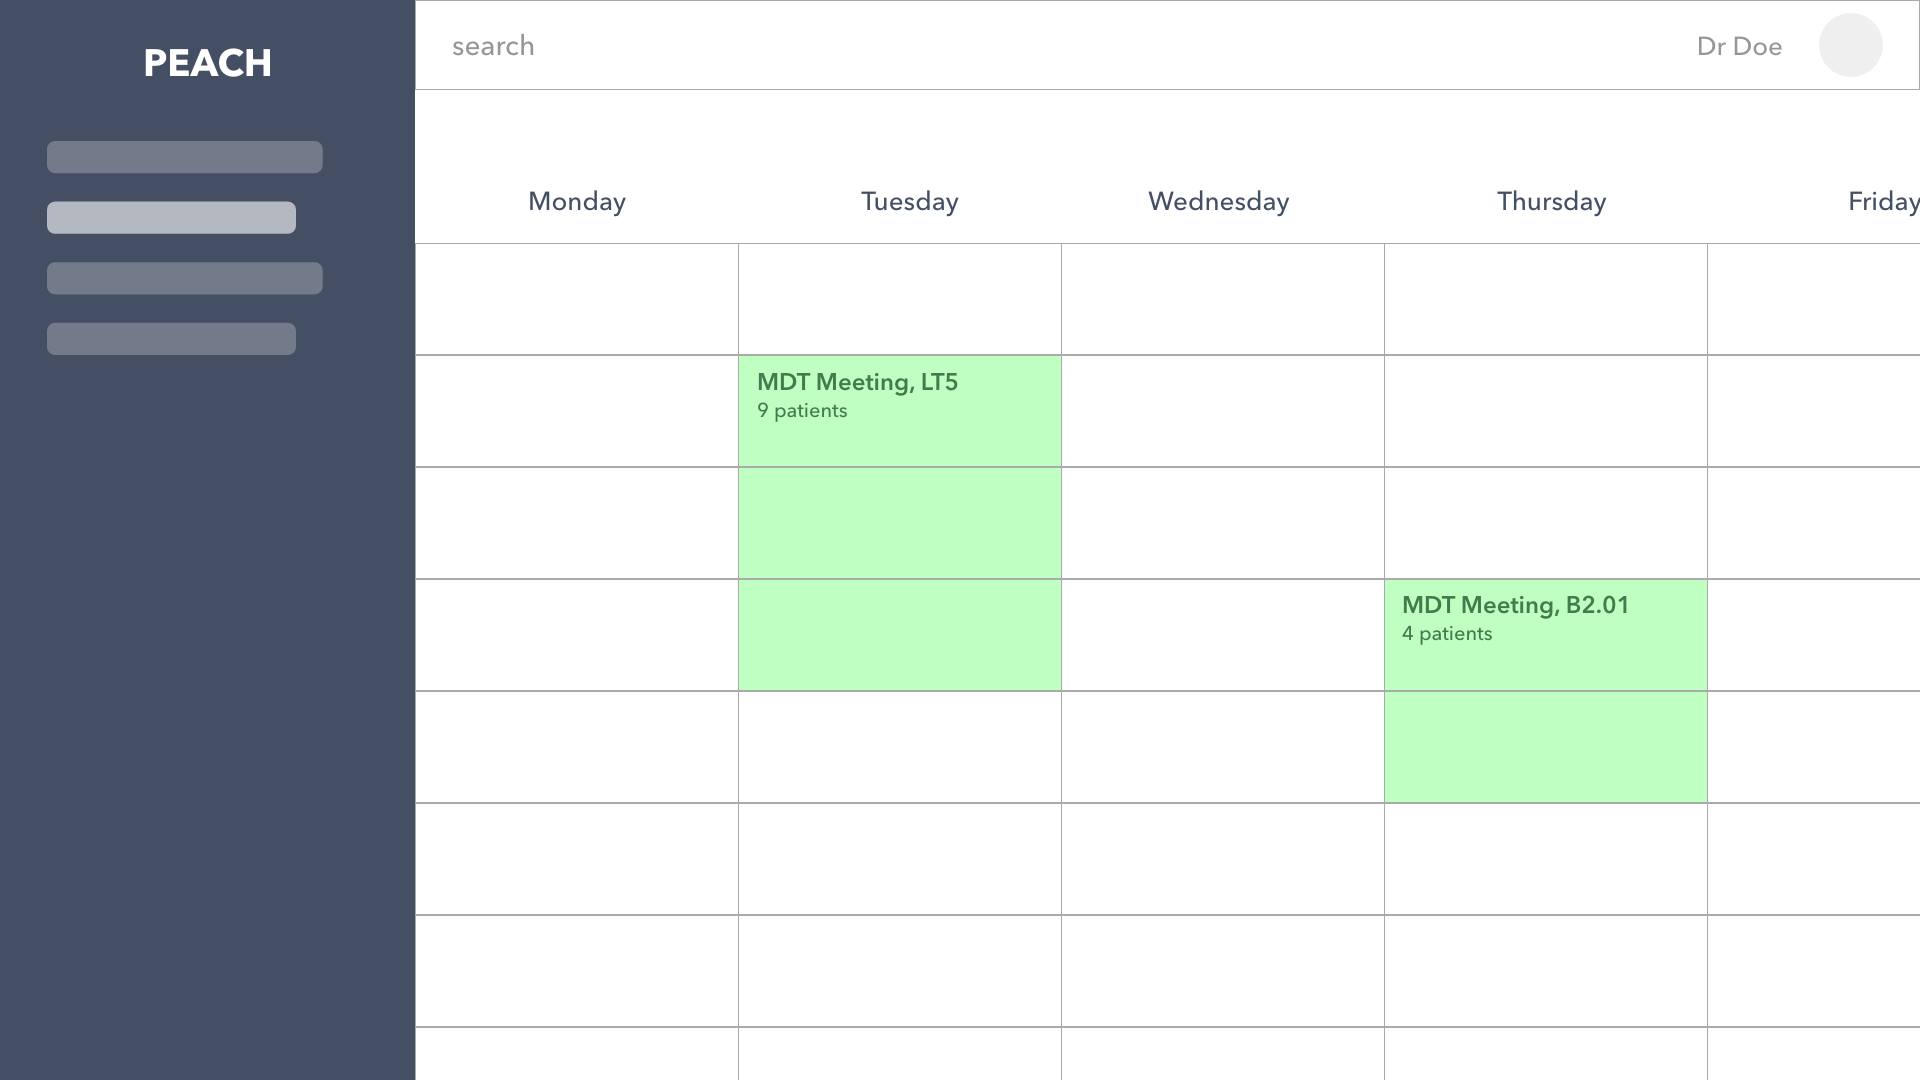 PEACH
search
Dr Doe
Monday
Tuesday
Wednesday
Thursday
Friday
MDT Meeting, LT5
9 patients
MDT Meeting, B2.01
4 patients